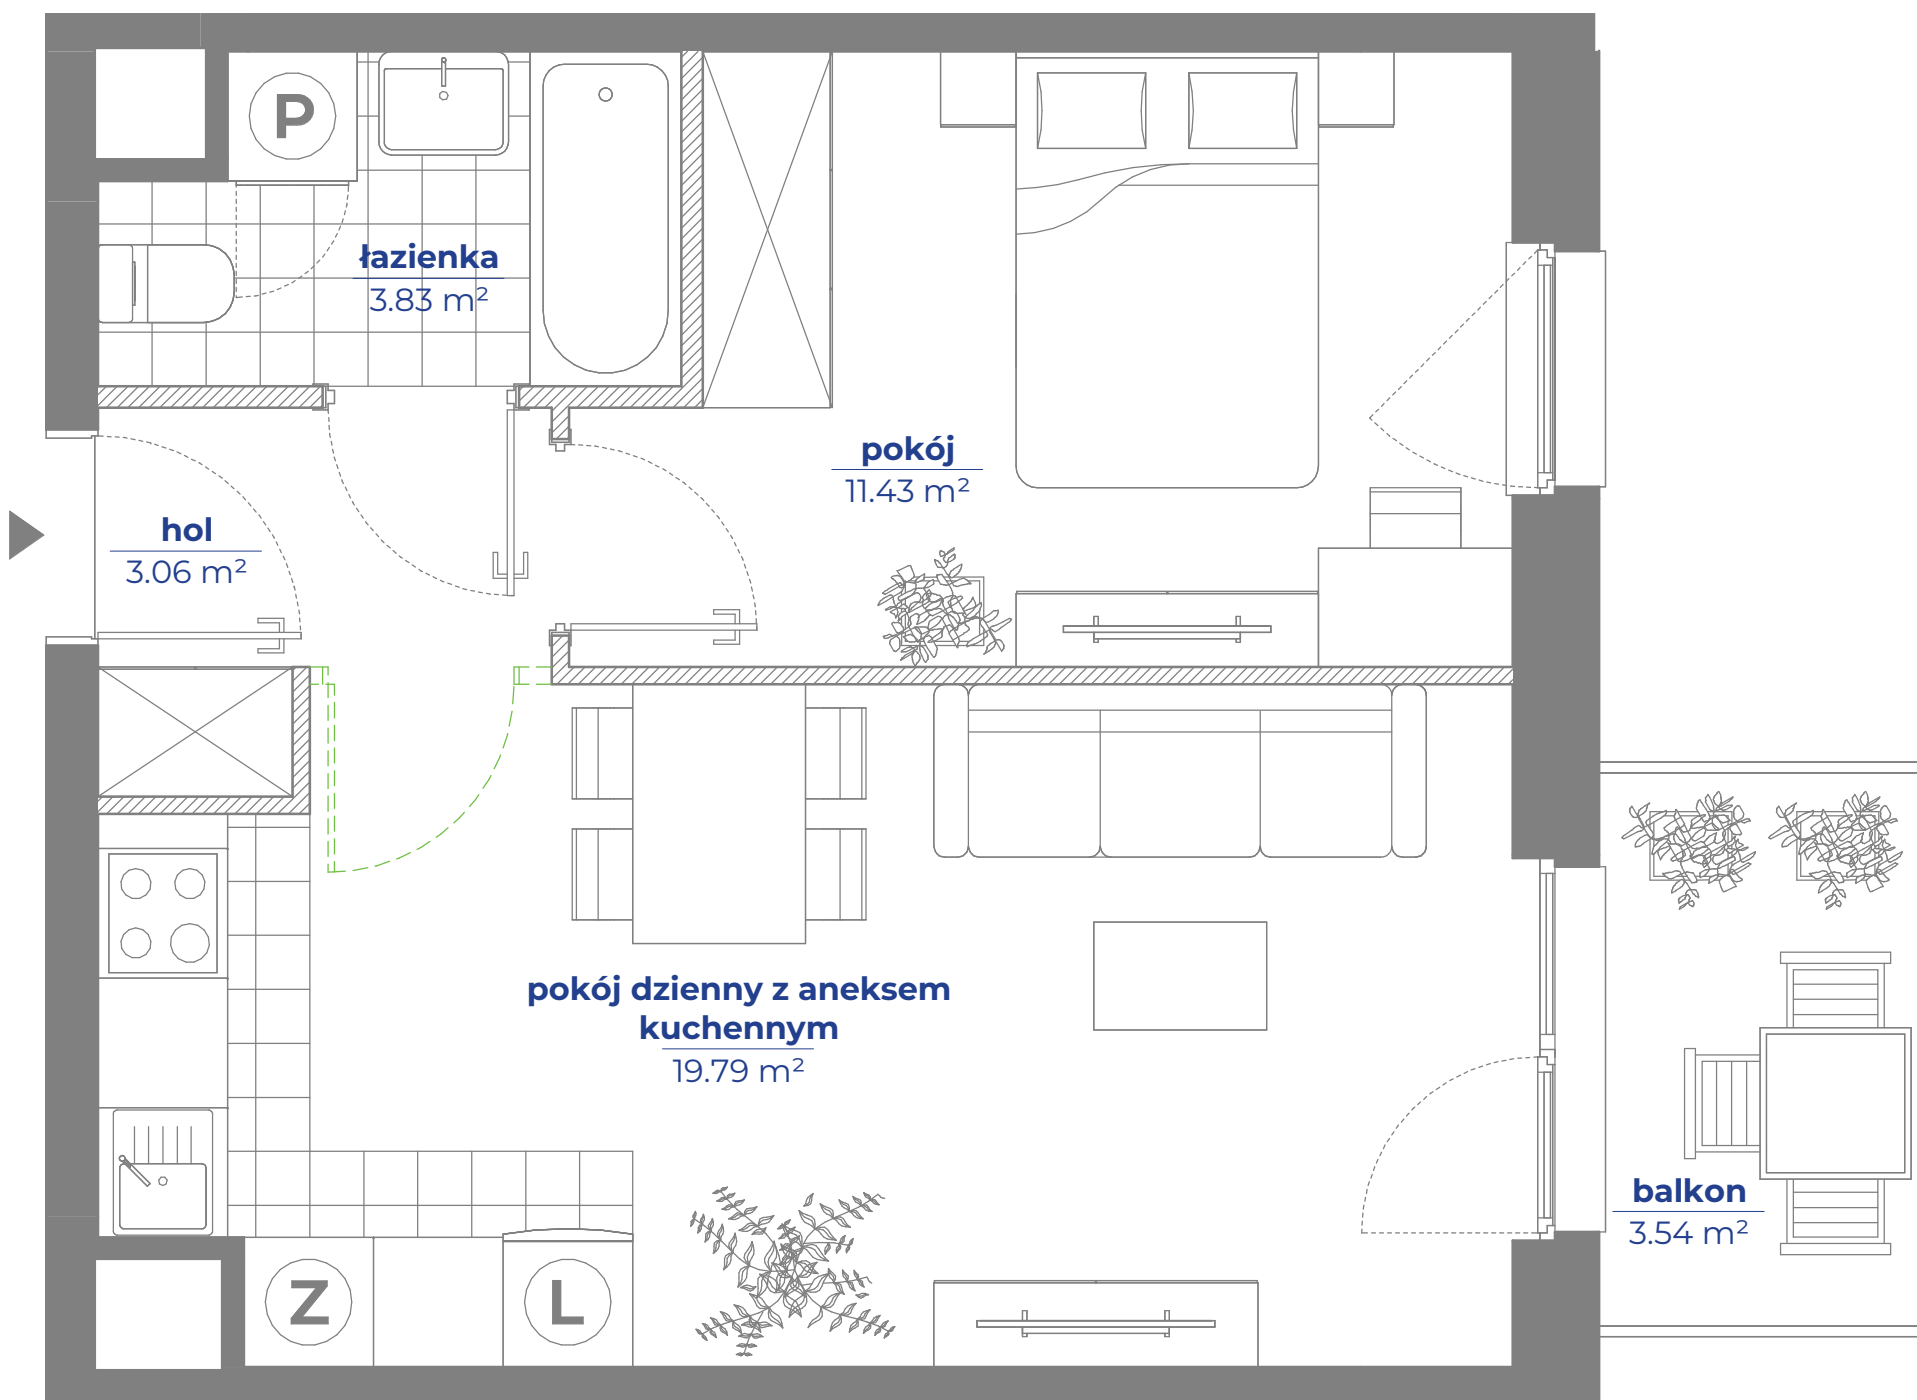 P
łazienka
3.83 m²
pokój
11.43 m²
hol
3.06 m²
pokój dzienny z aneksem
kuchennym
19.79 m²
balkon
3.54 m²
Z
L